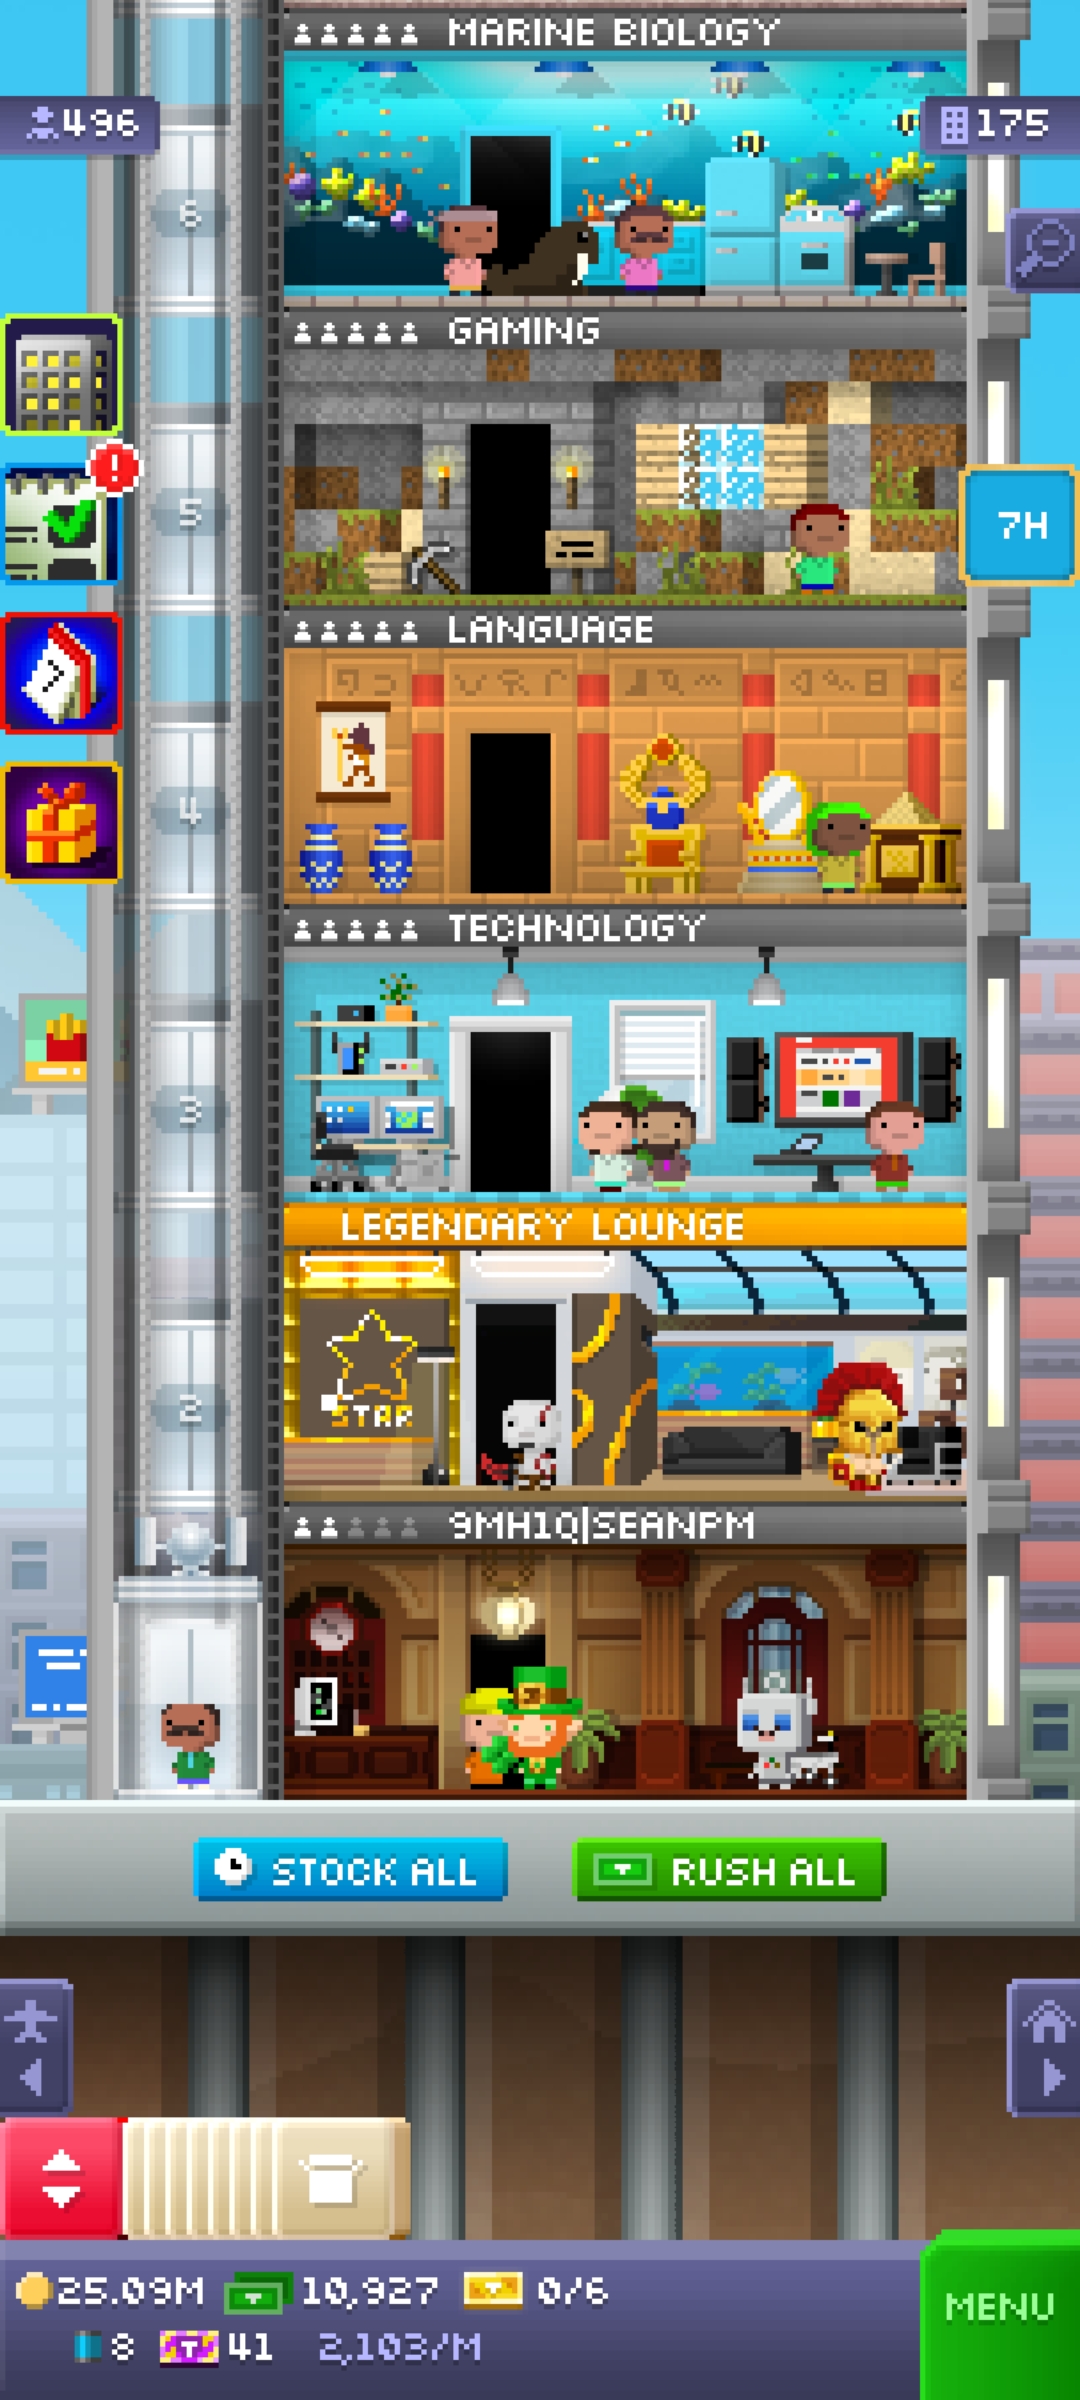 MARINE BIOLOGY
496
175
6
GAMING
5
7H
LANGUAGE
4
TECHNOLOGY
3
LEGENDARY LOUNGE
STAR
2
9MH1Q|SEANPM
STOCK ALL
RUSH ALL
25.09M
10,927
0/6
MENU
8
41
2,103/M